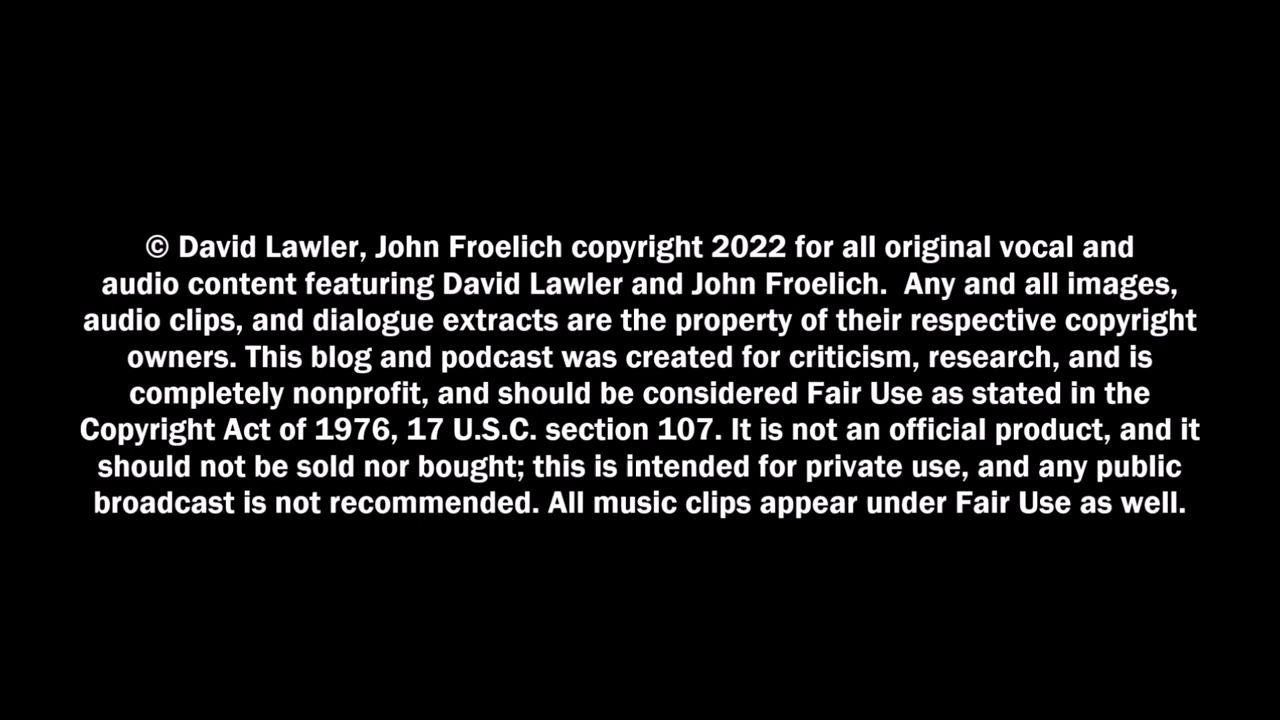 © David Lawler, John Froelich copyright 2022 for all original vocal and
audio content featuring David Lawler and John Froelich.  Any and all images,
audio clips, and dialogue extracts are the property of their respective copyright
owners. This blog and podcast was created for criticism, research, and is
completely nonprofit, and should be considered Fair Use as stated in the
Copyright Act of 1976, 17 U.S.C. section 107. It is not an official product, and it
should not be sold nor bought; this is intended for private use, and any public
broadcast is not recommended. All music clips appear under Fair Use as well.